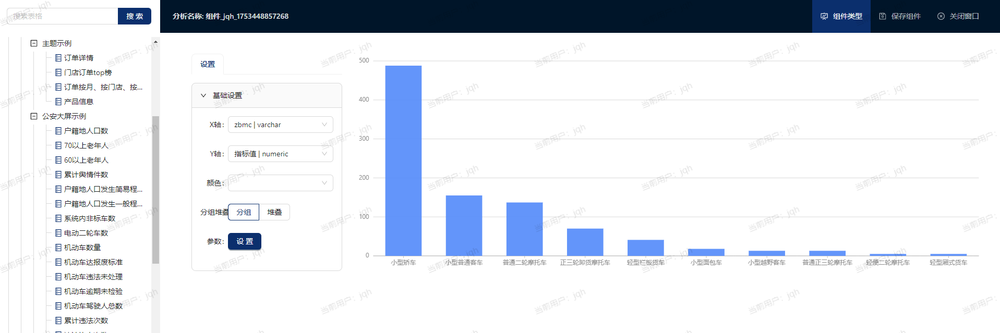 搜索表格
搜 索
分析名称: 组件_jqh_1753448857268
组件类型
保存组件
关闭窗口
主题示例
订单详情
门店订单top榜
订单按月、按门店、按...
产品信息
公安大屏示例
户籍地人口数
70以上老年人
60以上老年人
累计舆情件数
户籍地人口发生简易程...
户籍地人口发生一般程...
系统内非标车数
电动二轮车数
机动车数量
机动车达报废标准
机动车违法未处理
机动车逾期未检验
机动车驾驶人总数
累计违法次数
设置
基础设置
X轴:
zbmc | varchar
Y轴:
指标值 | numeric
颜色:
分组堆叠
分组
堆叠
参数:
设 置
500
400
300
200
100
0
小型轿车
小型普通客车
普通二轮摩托车
正三轮卸货摩托车
轻型栏板货车
小型面包车
小型越野客车
普通正三轮摩托车
轻便二轮摩托车
轻型厢式货车
当前用户：jqh